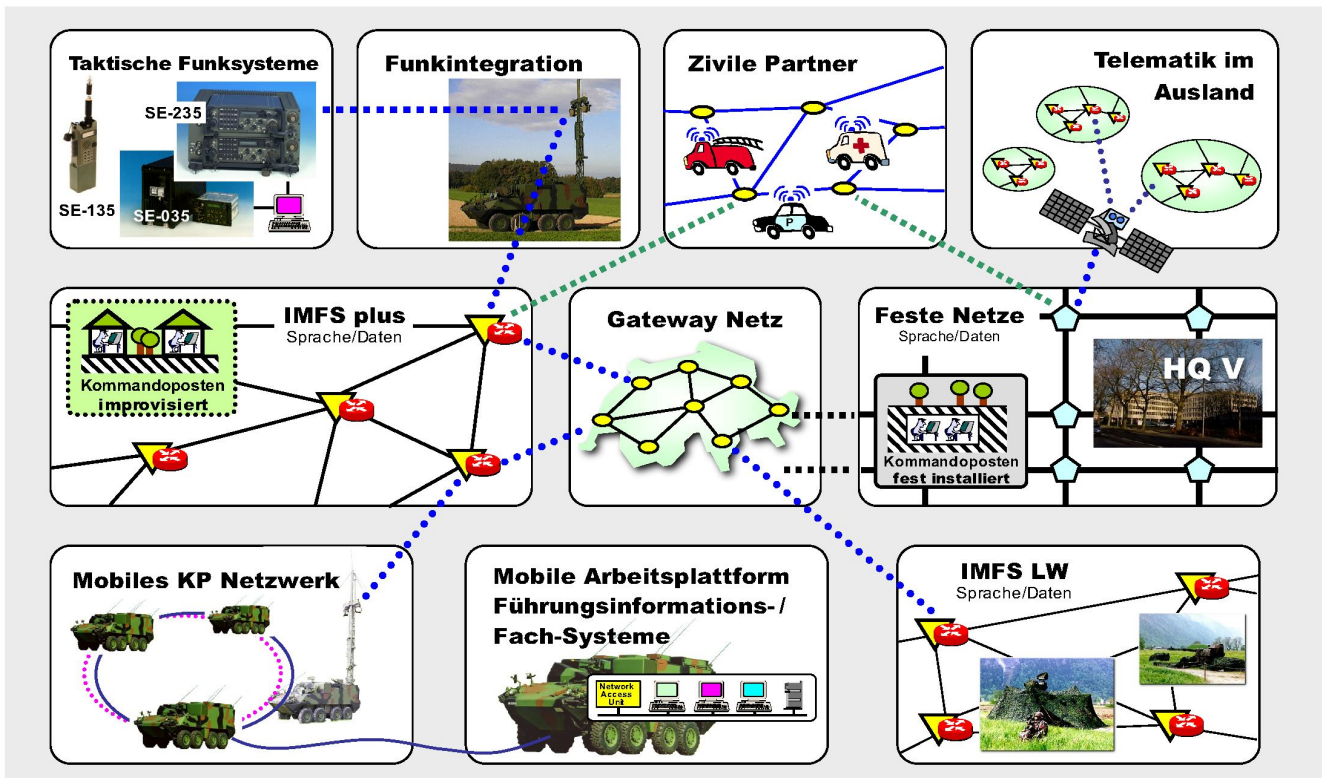 Taktische Funksysteme
SE-235
SE-135
SE-035
Funkintegration
Zivile Partner
P
Telematik im
Ausland
IMFS plus
Sprache/Daten
Kommandoposten
improvisiert
Gateway Netz
Feste Netze
Sprache/Daten
HQ V
Kommandoposten
fest installiert
Mobiles KP Netzwerk
Mobile Arbeitsplattform
Führungsinformations- /
Fach-Systeme
Network
Access
Unit
IMFS LW
Sprache/Daten